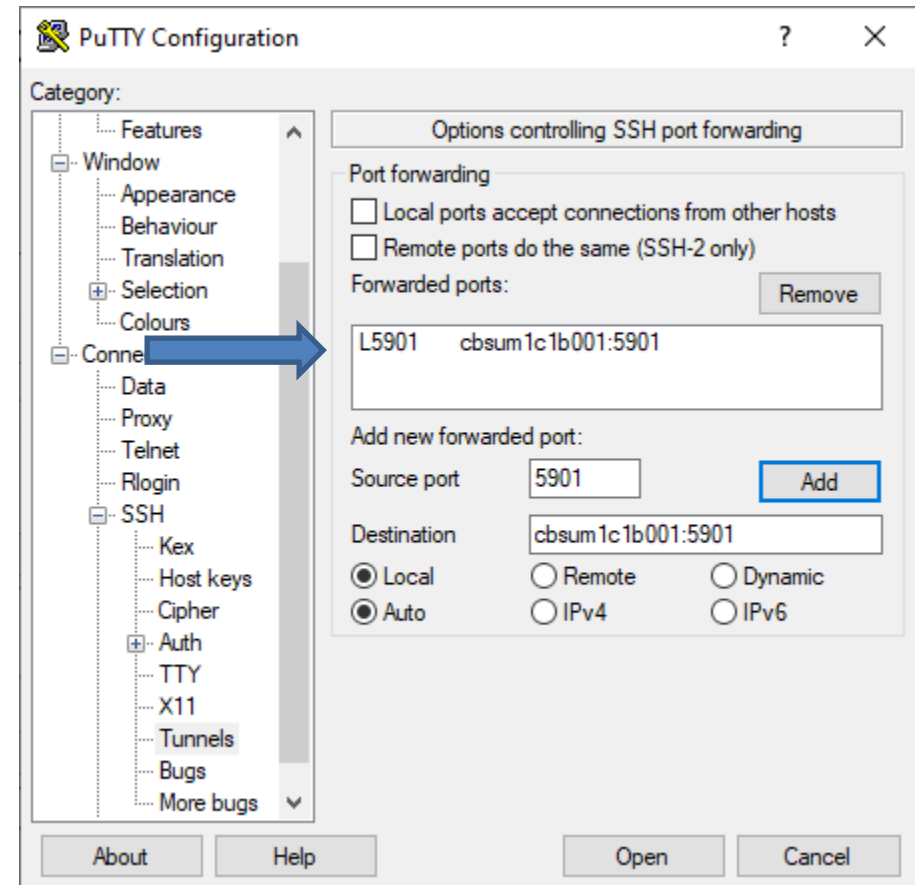 PuTTY Configuration
?
Category:
Features
Window
Appearance
Behaviour
Translation
Selection
Colours
Conne
Data
Proxy
Telnet
Rlogin
SSH
Kex
Host keys
Cipher
Auth
TTY
X11
Tunnels
Bugs
More bugs
Options controlling SSH port forwarding
Port forwarding
Local ports accept connections from other hosts
Remote ports do the same (SSH-2 only)
Forwarded ports:
Remove
L5901 cbsum1c1b001:5901
Add new forwarded port:
Source port 5901 Add
Destination cbsum1c1b001:5901
Local Remote Dynamic
Auto IPv4 IPv6
About Help Open Cancel